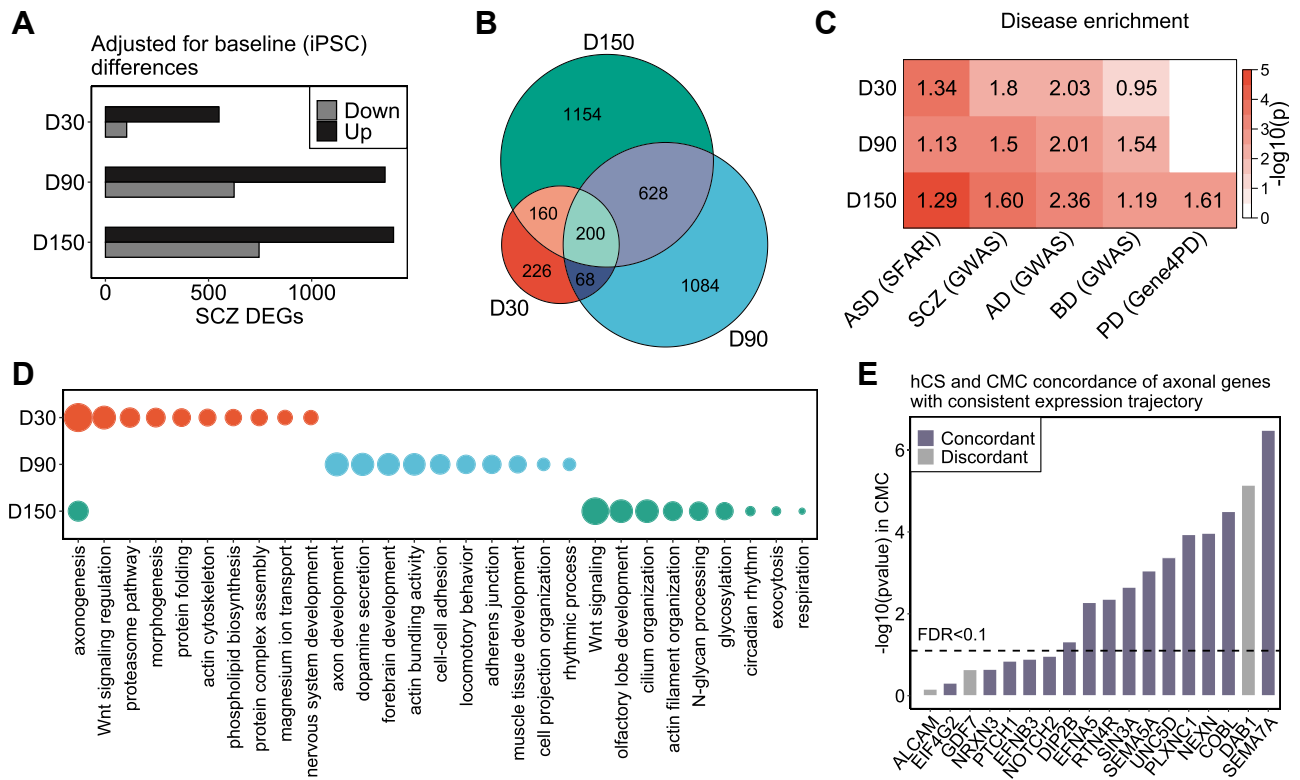 A
Adjusted for baseline (iPSC)
differences
Down
Up
D30
D90
D150
0
500
1000
SCZ DEGs
B
D150
1154
628
160
200
226
68
1084
D30
D90
C
Disease enrichment
D30
1.34
1.8
2.03
0.95
D90
1.13
1.5
2.01
1.54
D150
1.29
1.60
2.36
1.19
1.61
ASD (SFARI)
SCZ (GWAS)
AD (GWAS)
BD (GWAS)
PD (Gene4PD)
5
4
3
2
1
0
-log10(p)
D
D30
D90
D150
axonogenesis
Wnt signaling regulation
proteasome pathway
morphogenesis
protein folding
actin cytoskeleton
phospholipid biosynthesis
protein complex assembly
magnesium ion transport
nervous system development
axon development
dopamine secretion
forebrain development
actin bundling activity
cell-cell adhesion
locomotory behavior
adherens junction
muscle tissue development
cell projection organization
rhythmic process
Wnt signaling
olfactory lobe development
cilium organization
actin filament organization
N-glycan processing
glycosylation
circadian rhythm
exocytosis
respiration
E
hCS and CMC concordance of axonal genes
with consistent expression trajectory
Concordant
Discordant
6
4
2
0
-log10(pvalue) in CMC
FDR<0.1
ALCAM
EIF4G2
GDF7
NRXN3
PTCH1
EFNB3
NOTCH2
DIP2B
EFNA5
RTN4R
SIN3A
SEMA5A
UNC5D
PLXNC1
NEXN
COBL
DAB1
SEMA7A